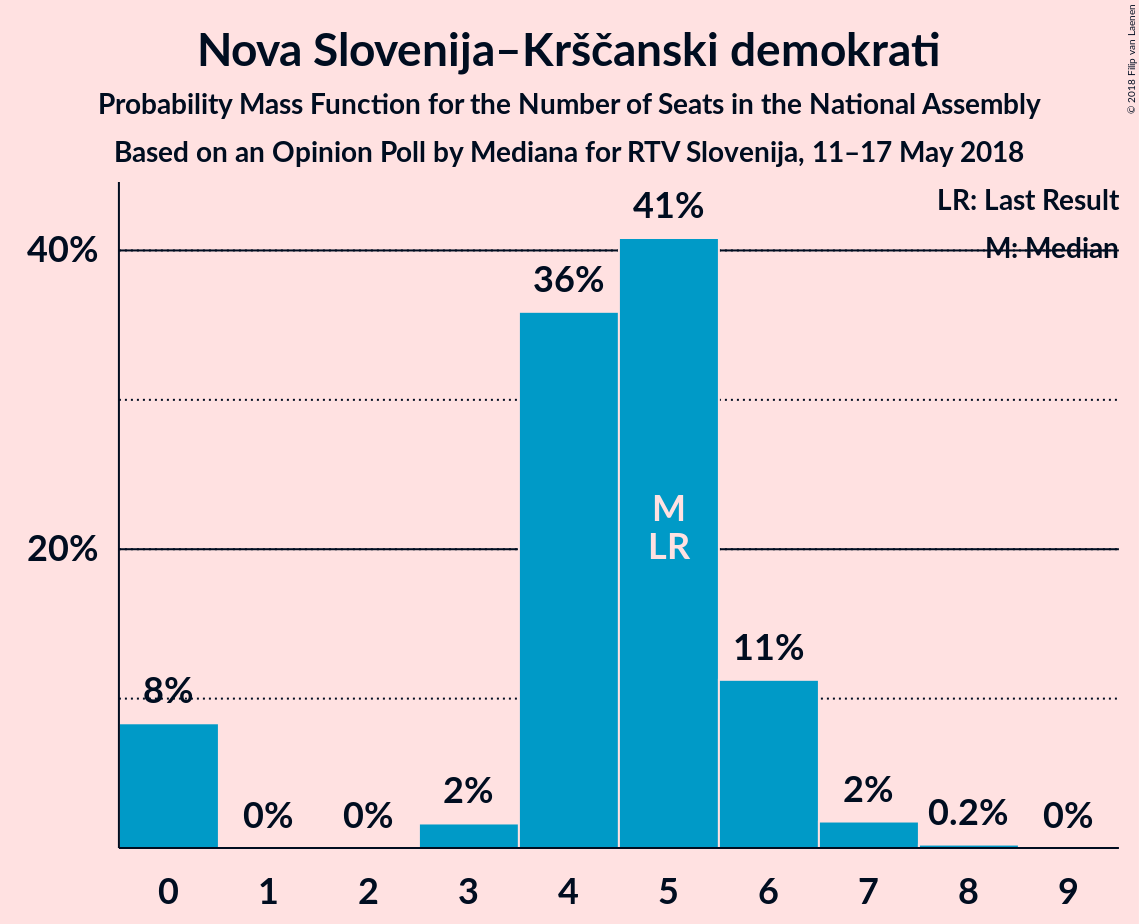 Nova Slovenija–Krščanski demokrati
Probability Mass Function for the Number of Seats in the National Assembly
Based on an Opinion Poll by Mediana for RTV Slovenija, 11–17 May 2018
© 2018 Filip van Laenen
LR: Last Result
M: Median
40%
20%
8%
0%
0%
2%
36%
41%
11%
2%
0.2%
0%
M
LR
0 1 2 3 4 5 6 7 8 9